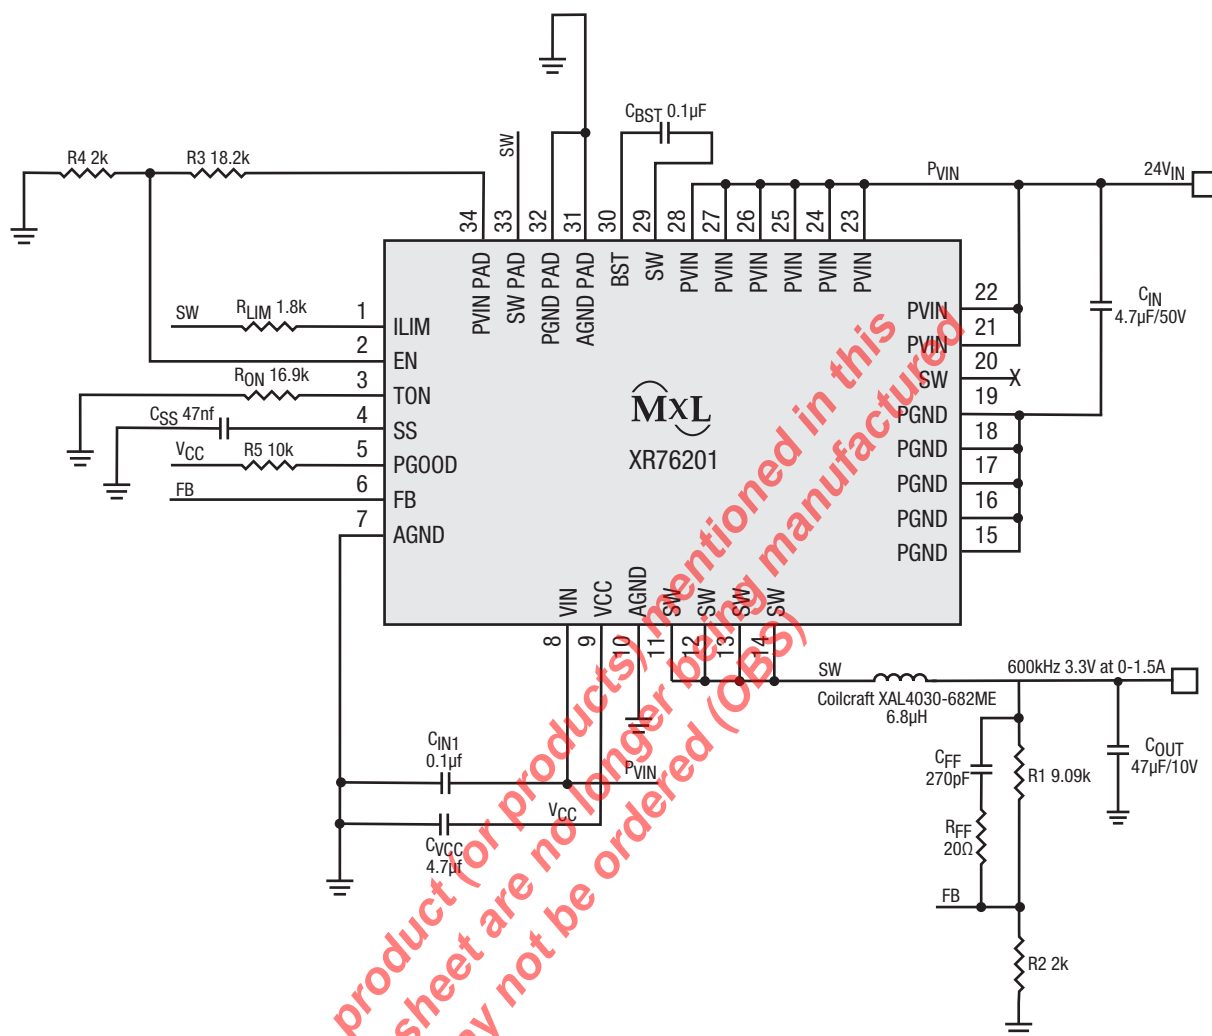 CBST 0.1µF
R4 2k
R3 18.2k
SW
PVIN
24VIN
34
33
32
31
30
29
28
27
26
25
24
23
PVIN PAD
SW PAD
PGND PAD
AGND PAD
BST
SW
PVIN
PVIN
PVIN
PVIN
PVIN
PVIN
SW
RLIM 1.8k
1
ILIM
2
EN
RON 16.9k
3
TON
CSS 47nf
4
SS
VCC
R5 10k
5
PGOOD
FB
6
FB
7
AGND
22
PVIN
21
PVIN
20
SW
X
19
PGND
18
PGND
17
PGND
16
PGND
15
PGND
CIN
4.7µF/50V
MxL
XR76201
VIN
VCC
AGND
SW
SW
SW
SW
8
9
10
11
12
13
14
SW
Coilcraft XAL4030-682ME
6.8µH
600kHz 3.3V at 0-1.5A
CIN1
0.1µf
PVIN
VCC
CVCC
4.7µf
CFF
270pF
R1 9.09k
COUT
47µF/10V
RFF
20Ω
FB
R2 2k
product (or products) mentioned in this
sheet are no longer being manufactured
ay not be ordered (OBS)